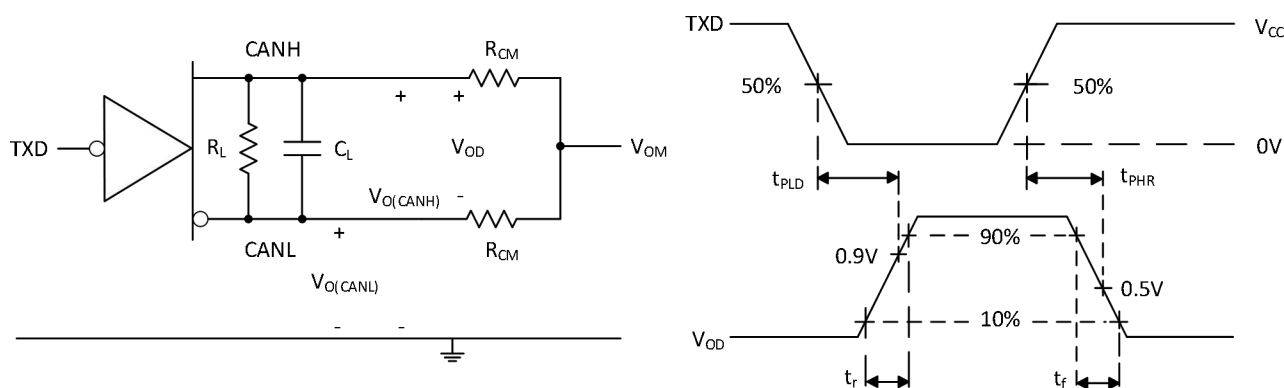 CANH
R_CM
TXD
R_L
C_L
+
+
V_OD
V_OM
V_O(CANH)
-
CANL
+
R_CM
V_O(CANL)
-
-
TXD
V_CC
50%
50%
0V
t_PLD
t_PHR
0.9V
90%
0.5V
10%
V_OD
t_r
t_f